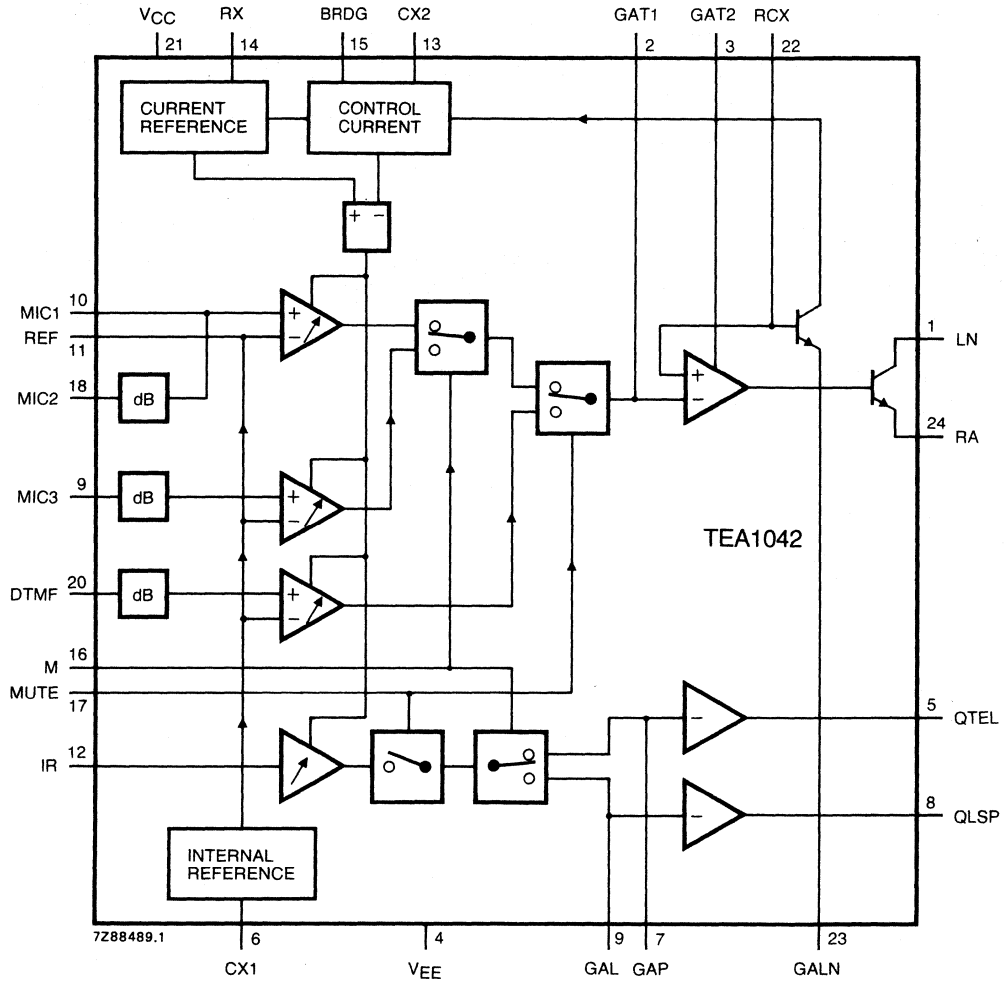 VCC RX BRDG CX2 GAT1 GAT2 RCX
21 14 15 13 2 3 22
CURRENT REFERENCE
CONTROL CURRENT
+ −
MIC1 10
REF 11
+
−
MIC2 18
dB
1 LN
+
−
24 RA
MIC3 9
dB
+
−
TEA1042
DTMF 20
dB
+
−
M 16
MUTE 17
− 5 QTEL
IR 12
− 8 QLSP
INTERNAL REFERENCE
7Z88489.1
6 4 9 7 23
CX1 VEE GAL GAP GALN